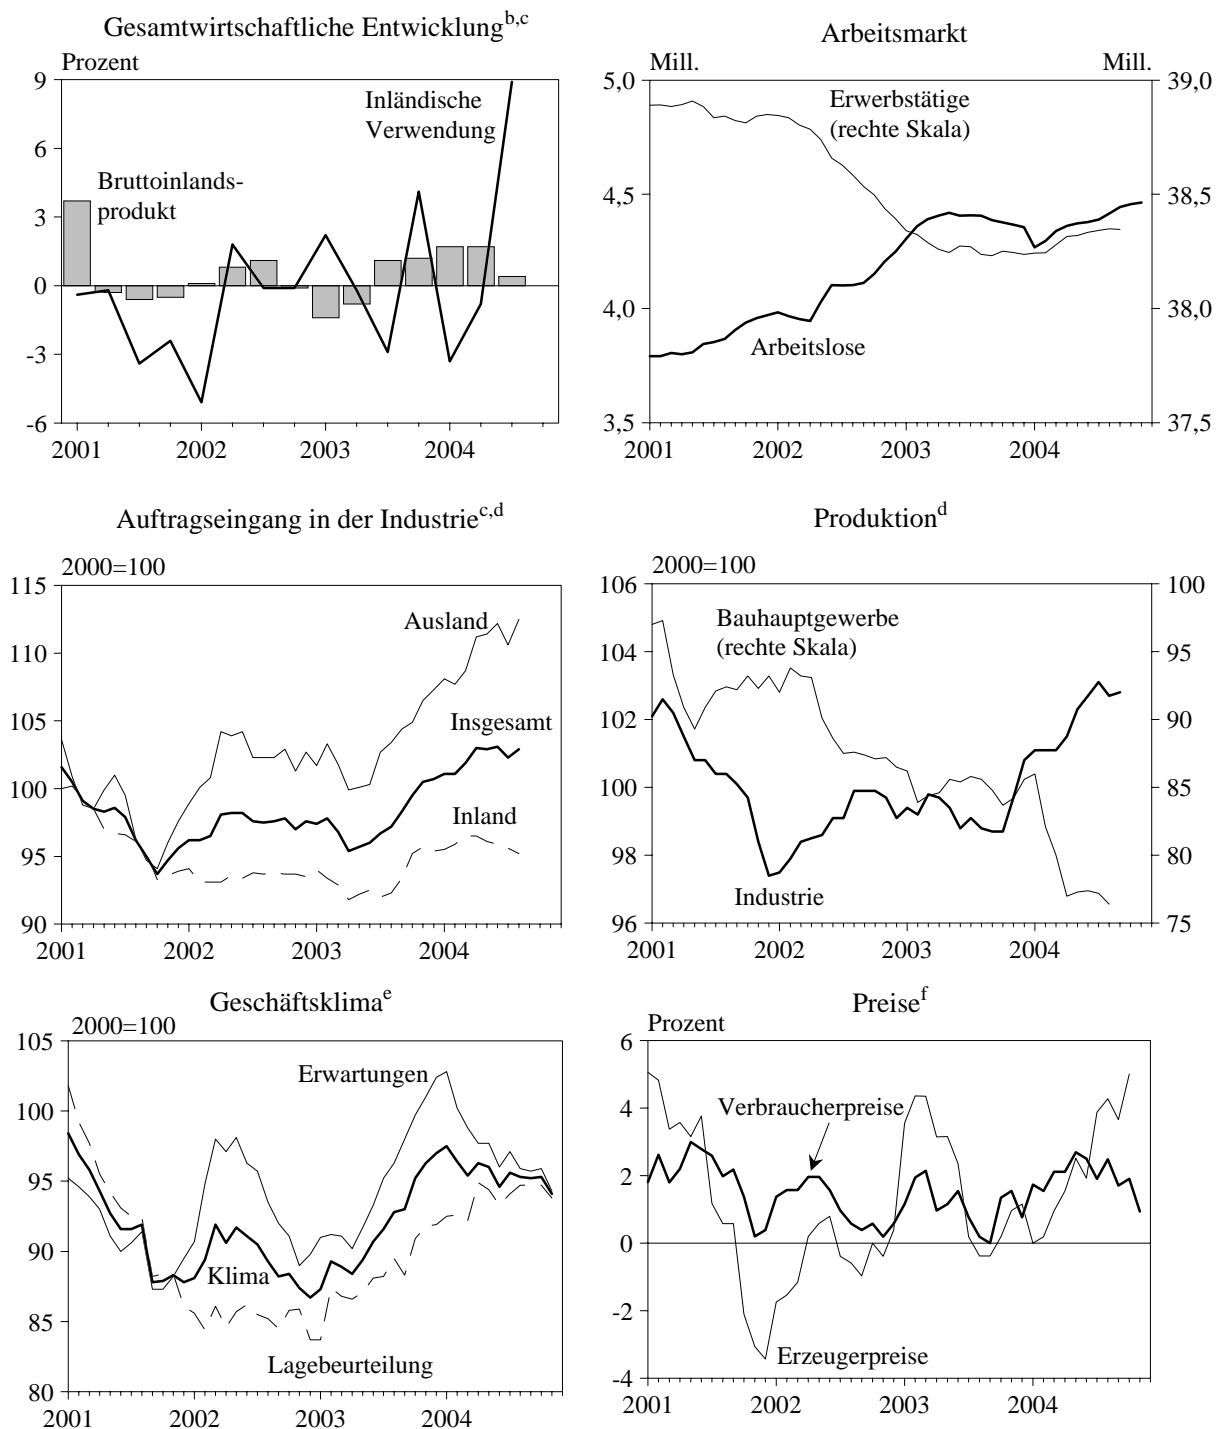 Gesamtwirtschaftliche Entwicklung^b,c
Prozent
9
6
3
0
-3
-6
Inländische
Verwendung
Bruttoinlands-
produkt
2001 2002 2003 2004
Arbeitsmarkt
Mill. Mill.
5,0
4,5
4,0
3,5
39,0
38,5
38,0
37,5
Erwerbstätige
(rechte Skala)
Arbeitslose
2001 2002 2003 2004
Auftragseingang in der Industrie^c,d
2000=100
115
110
105
100
95
90
Ausland
Insgesamt
Inland
2001 2002 2003 2004
Produktion^d
2000=100
106
104
102
100
98
96
100
95
90
85
80
75
Bauhauptgewerbe
(rechte Skala)
Industrie
2001 2002 2003 2004
Geschäftsklima^e
2000=100
105
100
95
90
85
80
Erwartungen
Klima
Lagebeurteilung
2001 2002 2003 2004
Preise^f
Prozent
6
4
2
0
-2
-4
Verbraucherpreise
Erzeugerpreise
2001 2002 2003 2004